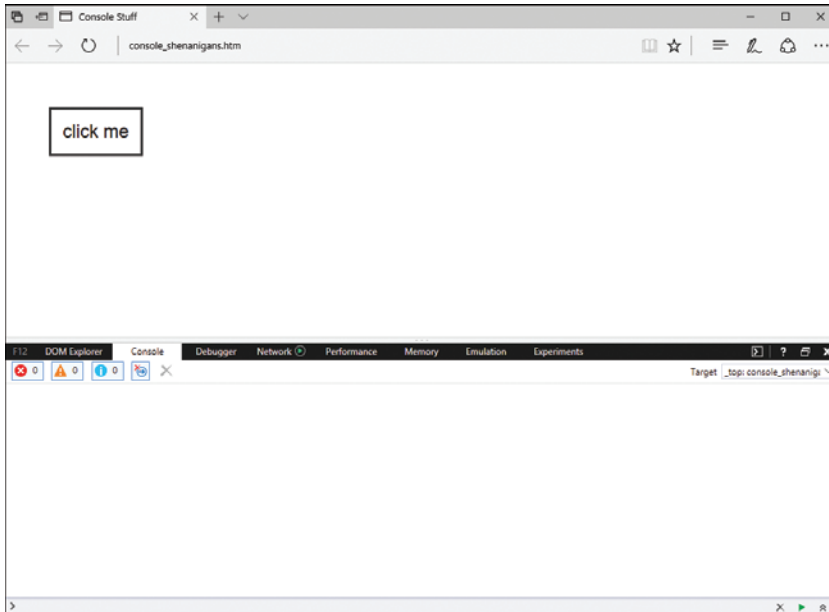 Console Stuff
console_shenanigans.htm
click me
F12 DOM Explorer Console Debugger Network Performance Memory Emulation Experiments ?
0 0 0 Target _top: console_shenanig